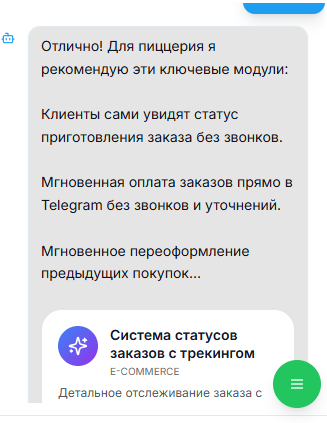 Отлично! Для пиццерия я
рекомендую эти ключевые модули:
Клиенты сами увидят статус
приготовления заказа без звонков.
Мгновенная оплата заказов прямо в
Telegram без звонков и уточнений.
Мгновенное переоформление
предыдущих покупок...
Система статусов
заказов с трекингом
E-COMMERCE
Детальное отслеживание заказа с